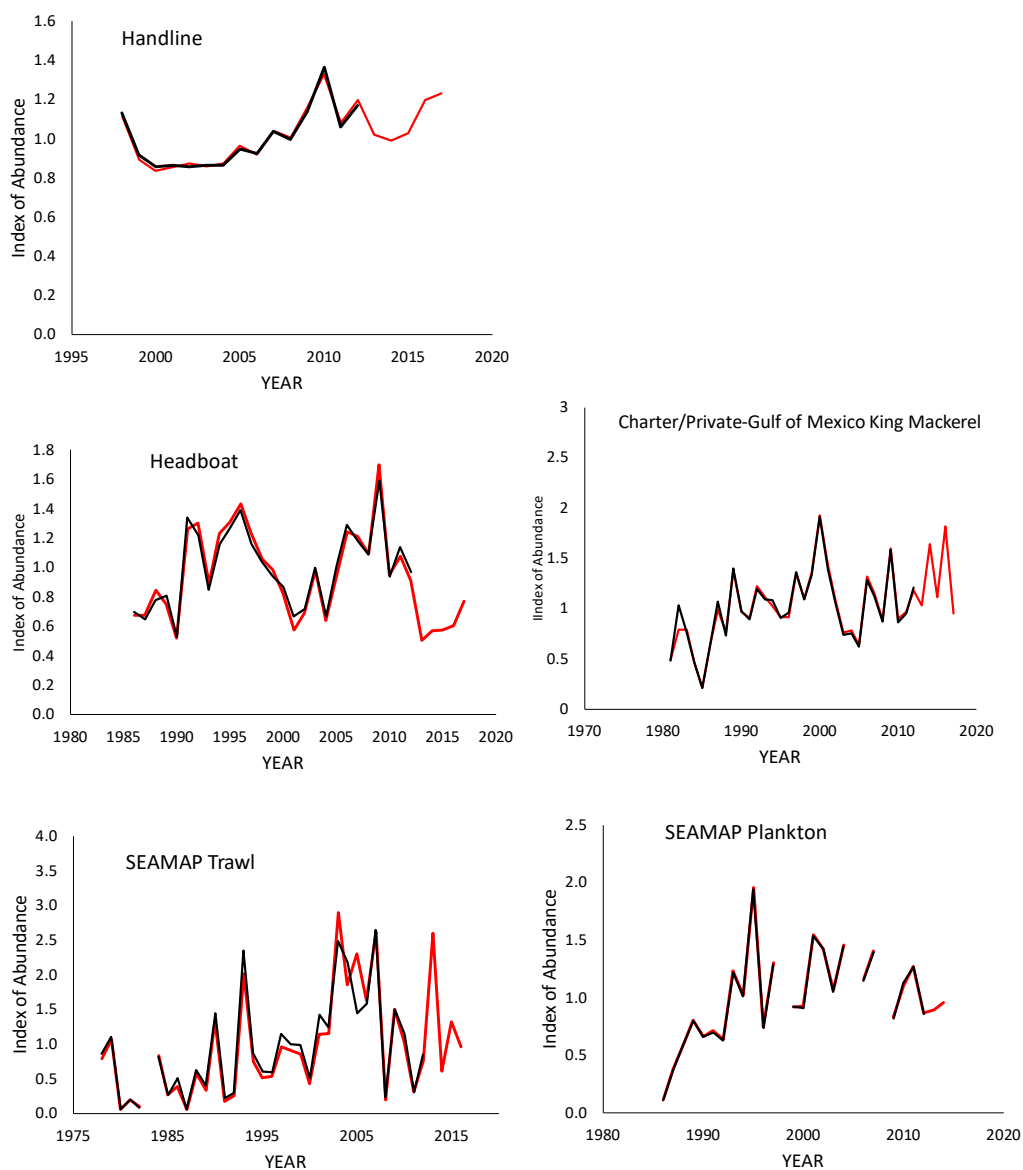 Handline
Index of Abundance
1.6
1.4
1.2
1.0
0.8
0.6
0.4
0.2
0.0
1995 2000 2005 2010 2015 2020
YEAR
Headboat
Index of Abundance
1.8
1.6
1.4
1.2
1.0
0.8
0.6
0.4
0.2
0.0
1980 1985 1990 1995 2000 2005 2010 2015 2020
YEAR
Charter/Private-Gulf of Mexico King Mackerel
IIndex of Abundance
3
2.5
2
1.5
1
0.5
0
1970 1980 1990 2000 2010 2020
YEAR
SEAMAP Trawl
Index of Abundance
4.0
3.5
3.0
2.5
2.0
1.5
1.0
0.5
0.0
1975 1985 1995 2005 2015
YEAR
SEAMAP Plankton
Index of Abundance
2.5
2.0
1.5
1.0
0.5
0.0
1980 1990 2000 2010 2020
YEAR